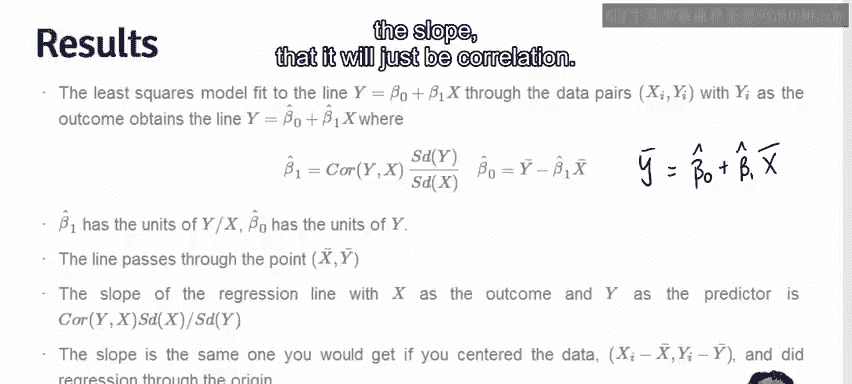 the slope,
that it will just be correlation.
Results
· The least squares model fit to the line Y = β₀ + β₁X through the data pairs (Xᵢ, Yᵢ) with Yᵢ as the
outcome obtains the line Y = β̂₀ + β̂₁X where
β̂₁ = Cor(Y, X) Sd(Y)/Sd(X)   β̂₀ = Ȳ − β̂₁X̄
ȳ = β̂₀ + β̂₁ X̄
· β̂₁ has the units of Y/X, β̂₀ has the units of Y.
· The line passes through the point (X̄, Ȳ)
· The slope of the regression line with X as the outcome and Y as the predictor is
Cor(Y, X)Sd(X)/Sd(Y)
· The slope is the same one you would get if you centered the data, (Xᵢ − X̄, Yᵢ − Ȳ), and did
regression through the origin